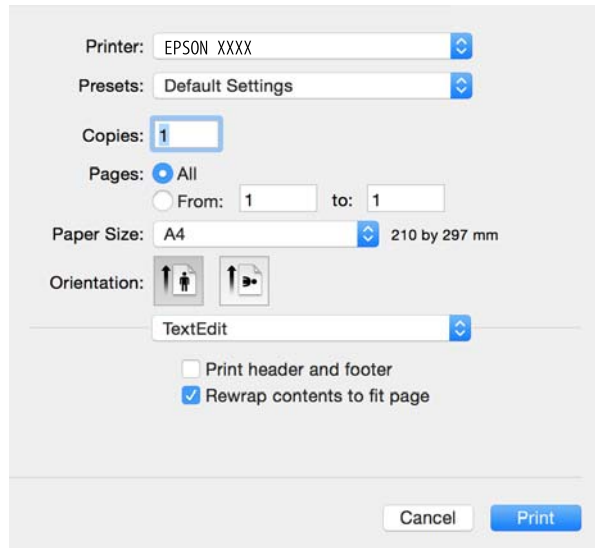 Printer: EPSON XXXX
Presets: Default Settings
Copies: 1
Pages: All
From: 1 to: 1
Paper Size: A4 210 by 297 mm
Orientation:
TextEdit
Print header and footer
Rewrap contents to fit page
Cancel Print